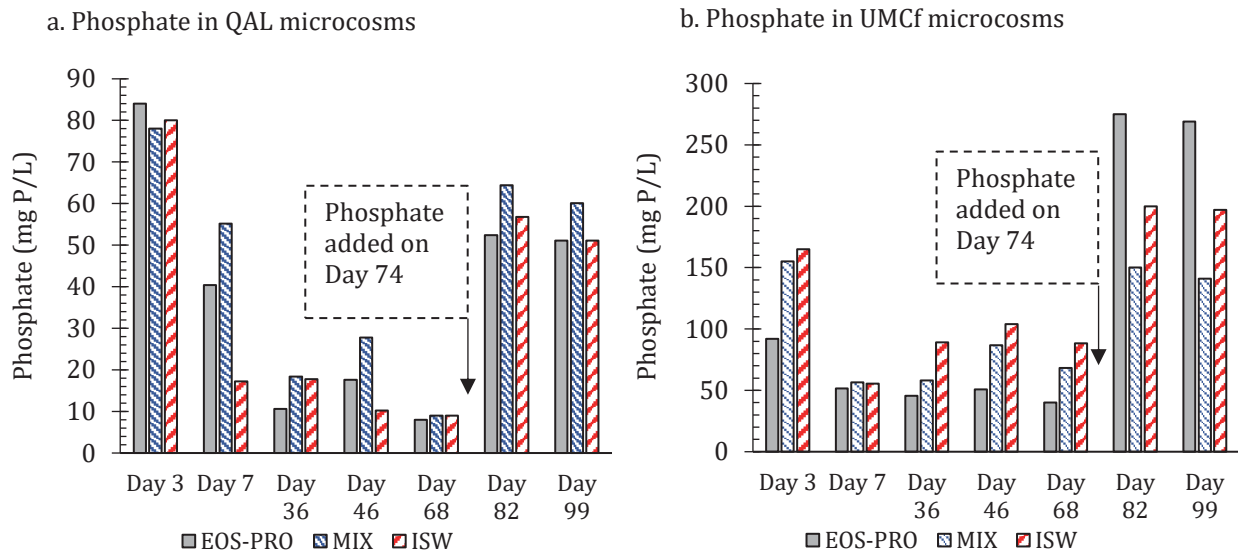 a. Phosphate in QAL microcosms
Phosphate (mg P/L)
90
80
70
60
50
40
30
20
10
0
Phosphate
added on
Day 74
Day 3 Day 7 Day 36 Day 46 Day 68 Day 82 Day 99
EOS-PRO MIX ISW
b. Phosphate in UMCf microcosms
Phosphate (mg P/L)
300
250
200
150
100
50
0
Phosphate
added on
Day 74
Day 3 Day 7 Day 36 Day 46 Day 68 Day 82 Day 99
EOS-PRO MIX ISW